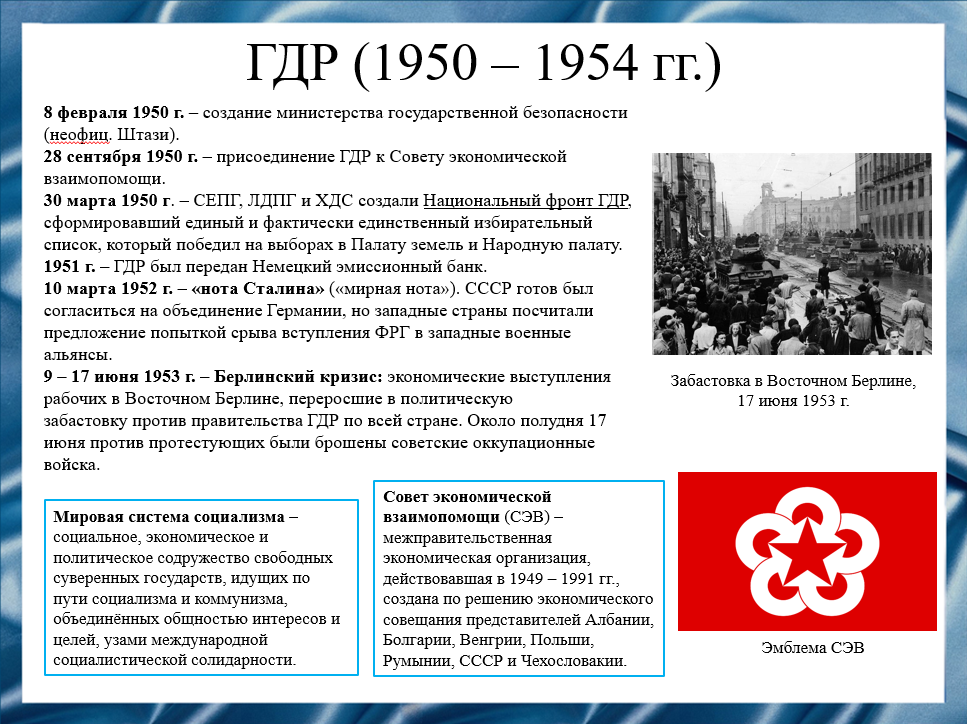 ГДР (1950 – 1954 гг.)
8 февраля 1950 г. – создание министерства государственной безопасности
(неофиц. Штази).
28 сентября 1950 г. – присоединение ГДР к Совету экономической
взаимопомощи.
30 марта 1950 г. – СЕПГ, ЛДПГ и ХДС создали Национальный фронт ГДР,
сформировавший единый и фактически единственный избирательный
список, который победил на выборах в Палату земель и Народную палату.
1951 г. – ГДР был передан Немецкий эмиссионный банк.
10 марта 1952 г. – «нота Сталина» («мирная нота»). СССР готов был
согласиться на объединение Германии, но западные страны посчитали
предложение попыткой срыва вступления ФРГ в западные военные
альянсы.
9 – 17 июня 1953 г. – Берлинский кризис: экономические выступления
рабочих в Восточном Берлине, переросшие в политическую
забастовку против правительства ГДР по всей стране. Около полудня 17
июня против протестующих были брошены советские оккупационные
войска.
Забастовка в Восточном Берлине,
17 июня 1953 г.
Мировая система социализма –
социальное, экономическое и
политическое содружество свободных
суверенных государств, идущих по
пути социализма и коммунизма,
объединённых общностью интересов и
целей, узами международной
социалистической солидарности.
Совет экономической
взаимопомощи (СЭВ) –
межправительственная
экономическая организация,
действовавшая в 1949 – 1991 гг.,
создана по решению экономического
совещания представителей Албании,
Болгарии, Венгрии, Польши,
Румынии, СССР и Чехословакии.
Эмблема СЭВ